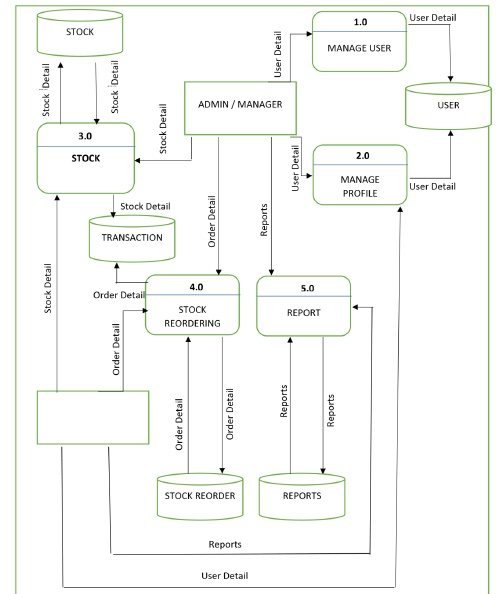 1.0
MANAGE USER
User Detail
User Detail
STOCK
Stock Detail
Stock Detail
USER
ADMIN / MANAGER
3.0
STOCK
Stock Detail
2.0
MANAGE
PROFILE
User Detail
User Detail
Stock Detail
TRANSACTION
Order Detail
Reports
Stock Detail
Order Detail
4.0
STOCK
REORDERING
5.0
REPORT
Order Detail
Order Detail
Order Detail
Reports
Reports
STOCK REORDER
REPORTS
Reports
User Detail